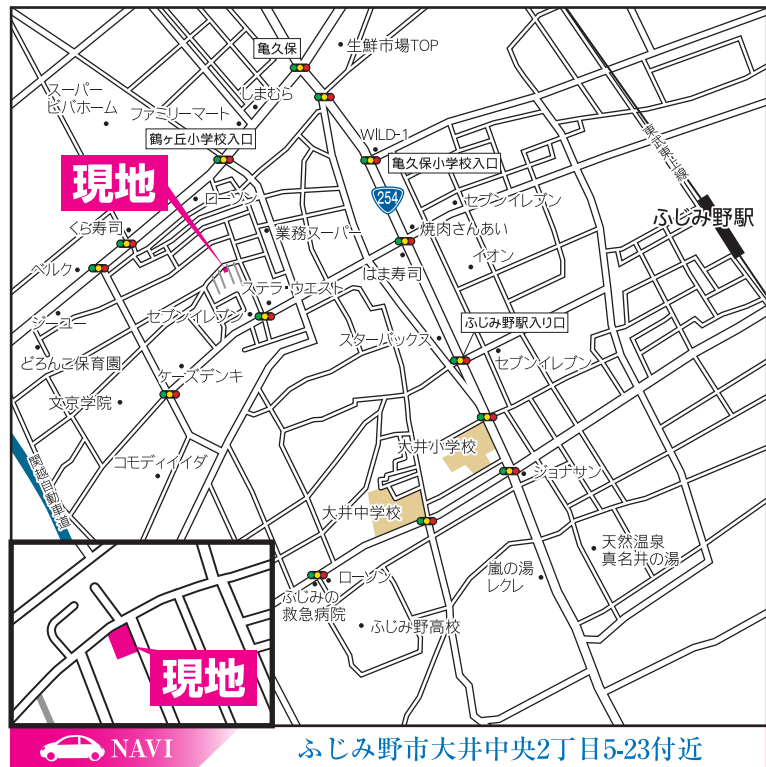 亀久保
生鮮市場TOP
スーパー
ビバホーム
ファミリーマート
しまむら
鶴ヶ丘小学校入口
WILD-1
亀久保小学校入口
東武東上線
現地
254
ローソン
セブンイレブン
ふじみ野駅
くら寿司
業務スーパー
焼肉さんあい
ベルク
はま寿司
イオン
ステラ・ウエスト
ジーユー
セブンイレブン
ふじみ野駅入り口
スターバックス
どろんこ保育園
ケーズデンキ
セブンイレブン
文京学院
大井小学校
コモディイイダ
関越自動車道
ジョナサン
大井中学校
天然温泉
真名井の湯
嵐の湯
レクレ
ローソン
ふじみの
救急病院
ふじみ野高校
現地
NAVI
ふじみ野市大井中央2丁目5-23付近